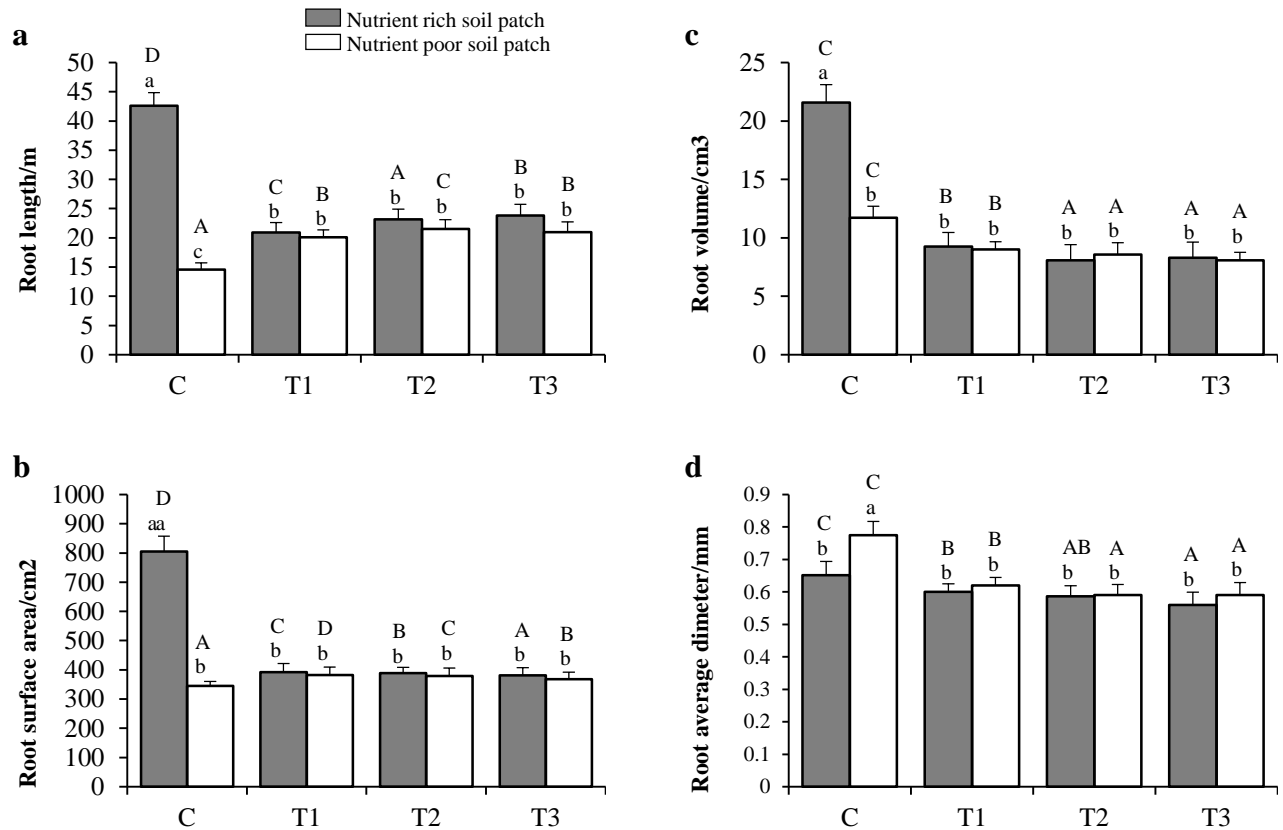 a
Nutrient rich soil patch
Nutrient poor soil patch
Root length/m
50
45
40
35
30
25
20
15
10
5
0
D
a
A
c
C
b
B
b
A
b
C
b
B
b
B
b
C T1 T2 T3
c
Root volume/cm3
25
20
15
10
5
0
C
a
C
b
B
b
B
b
A
b
A
b
A
b
A
b
C T1 T2 T3
b
Root surface area/cm2
1000
900
800
700
600
500
400
300
200
100
0
D
aa
A
b
C
b
D
b
B
b
C
b
A
b
B
b
C T1 T2 T3
d
Root average dimeter/mm
0.9
0.8
0.7
0.6
0.5
0.4
0.3
0.2
0.1
0
C
b
C
a
B
b
B
b
AB
b
A
b
A
b
A
b
C T1 T2 T3